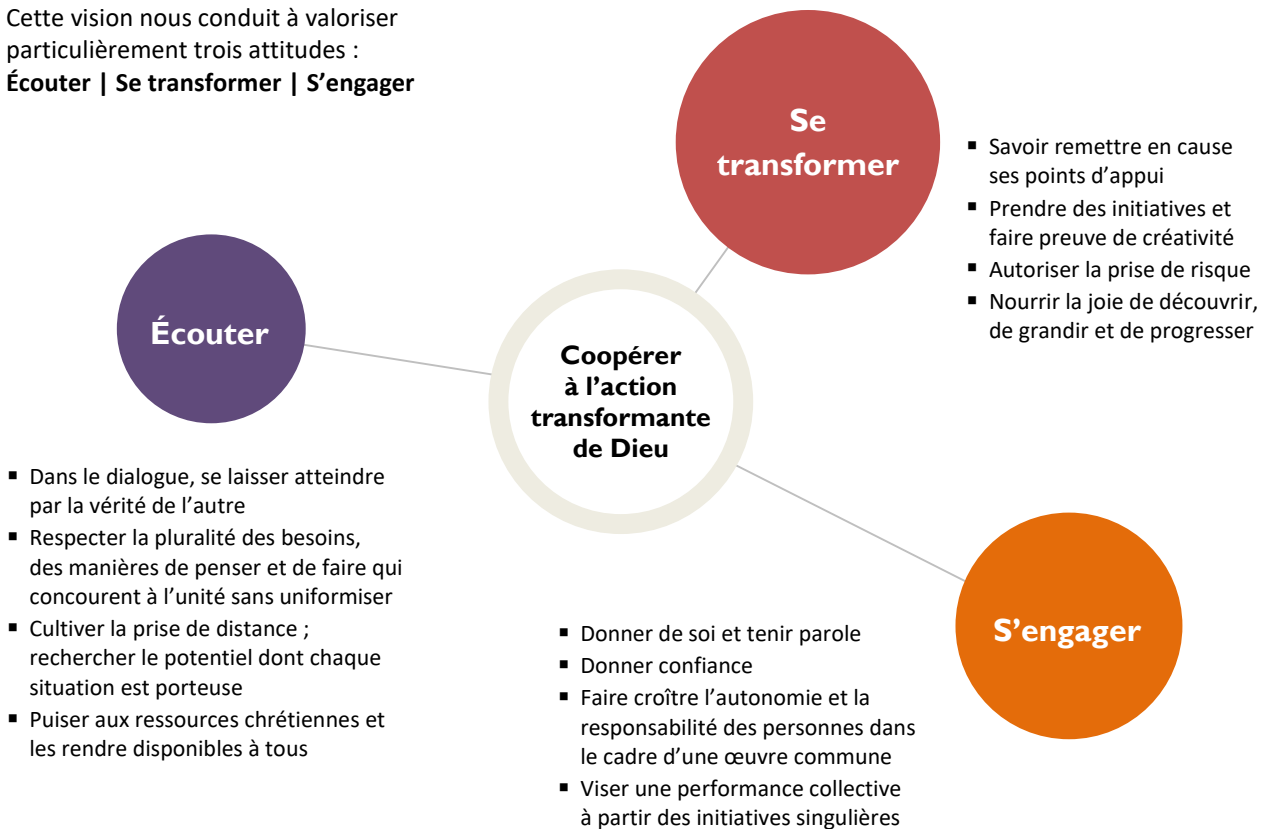 Cette vision nous conduit à valoriser
particulièrement trois attitudes :
Écouter | Se transformer | S’engager
Se
transformer
▪ Savoir remettre en cause
ses points d’appui
▪ Prendre des initiatives et
faire preuve de créativité
▪ Autoriser la prise de risque
▪ Nourrir la joie de découvrir,
de grandir et de progresser
Écouter
Coopérer
à l’action
transformante
de Dieu
▪ Dans le dialogue, se laisser atteindre
par la vérité de l’autre
▪ Respecter la pluralité des besoins,
des manières de penser et de faire qui
concourent à l’unité sans uniformiser
▪ Cultiver la prise de distance ;
rechercher le potentiel dont chaque
situation est porteuse
▪ Puiser aux ressources chrétiennes et
les rendre disponibles à tous
S’engager
▪ Donner de soi et tenir parole
▪ Donner confiance
▪ Faire croître l’autonomie et la
responsabilité des personnes dans
le cadre d’une œuvre commune
▪ Viser une performance collective
à partir des initiatives singulières